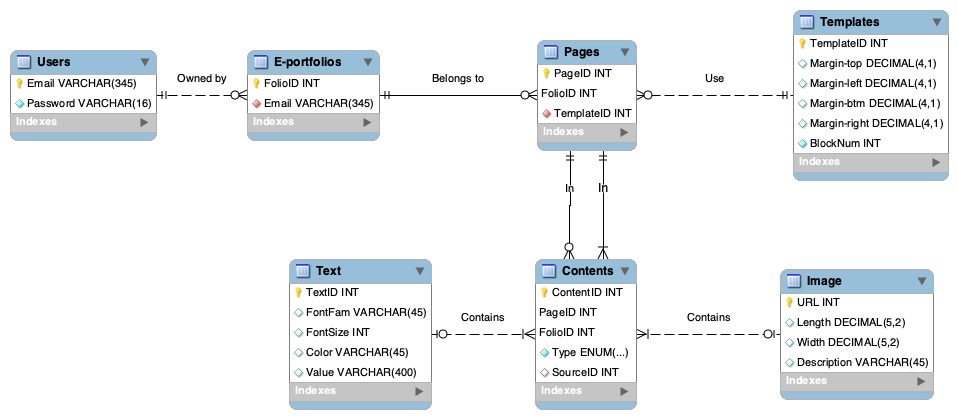 Users
Email VARCHAR(345)
Password VARCHAR(16)
Indexes
Owned by
E-portfolios
FolioID INT
Email VARCHAR(345)
Indexes
Belongs to
Pages
PageID INT
FolioID INT
TemplateID INT
Indexes
Use
Templates
TemplateID INT
Margin-top DECIMAL(4,1)
Margin-left DECIMAL(4,1)
Margin-btm DECIMAL(4,1)
Margin-right DECIMAL(4,1)
BlockNum INT
Indexes
In
In
Text
TextID INT
FontFam VARCHAR(45)
FontSize INT
Color VARCHAR(45)
Value VARCHAR(400)
Indexes
Contains
Contents
ContentID INT
PageID INT
FolioID INT
Type ENUM(...)
SourceID INT
Indexes
Contains
Image
URL INT
Length DECIMAL(5,2)
Width DECIMAL(5,2)
Description VARCHAR(45)
Indexes